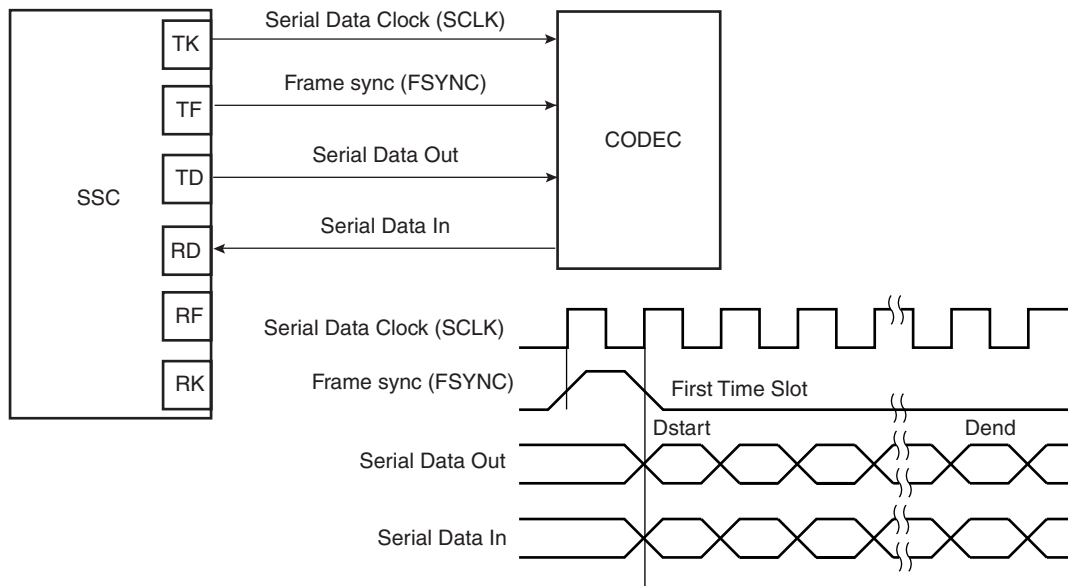 SSC
TK
TF
TD
RD
RF
RK
Serial Data Clock (SCLK)
Frame sync (FSYNC)
Serial Data Out
Serial Data In
CODEC
Serial Data Clock (SCLK)
Frame sync (FSYNC)
First Time Slot
Dstart
Dend
Serial Data Out
Serial Data In